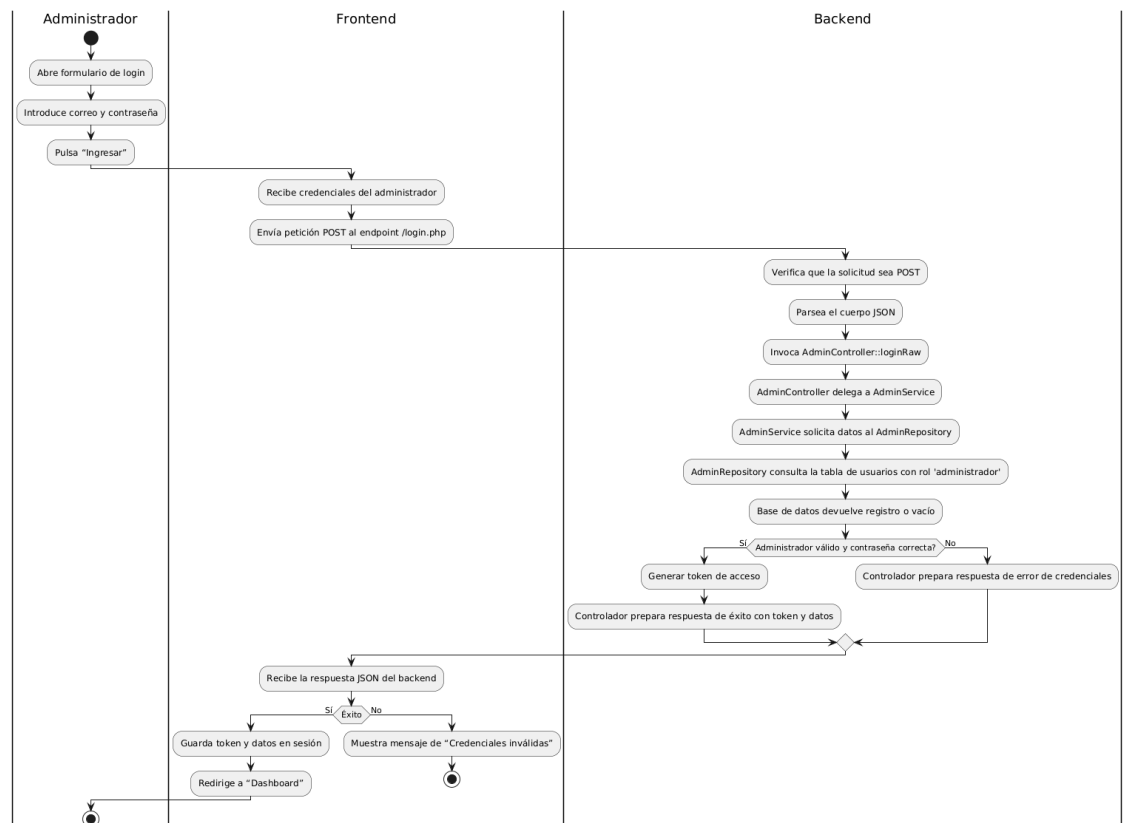 Administrador
Frontend
Backend
Abre formulario de login
Introduce correo y contraseña
Pulsa “Ingresar”
Recibe credenciales del administrador
Envía petición POST al endpoint /login.php
Verifica que la solicitud sea POST
Parsea el cuerpo JSON
Invoca AdminController::loginRaw
AdminController delega a AdminService
AdminService solicita datos al AdminRepository
AdminRepository consulta la tabla de usuarios con rol 'administrador'
Base de datos devuelve registro o vacío
Sí
Administrador válido y contraseña correcta?
No
Generar token de acceso
Controlador prepara respuesta de error de credenciales
Controlador prepara respuesta de éxito con token y datos
Recibe la respuesta JSON del backend
Sí
Éxito
No
Guarda token y datos en sesión
Muestra mensaje de “Credenciales inválidas”
Redirige a “Dashboard”